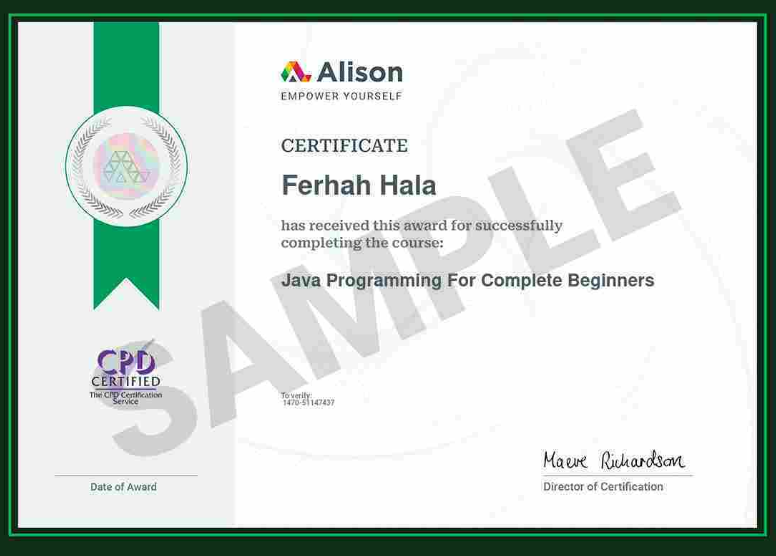 Alison
EMPOWER YOURSELF
CERTIFICATE
Ferhah Hala
has received this award for successfully
completing the course:
Java Programming For Complete Beginners
SAMPLE
CPD
CERTIFIED
The CPD Certification
Service
To verify:
1470-51147437
Date of Award
Maeve Richardson
Director of Certification